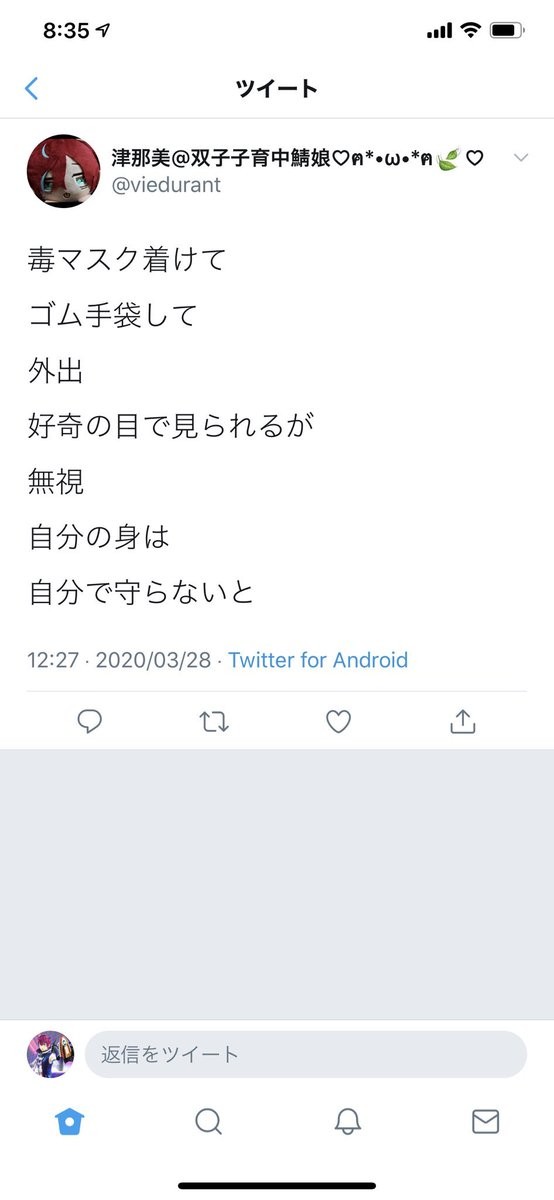 8:35
ツイート
津那美@双子子育中鯖娘♡ฅ*•ω•*ฅ🍃♡
@viedurant
毒マスク着けて
ゴム手袋して
外出
好奇の目で見られるが
無視
自分の身は
自分で守らないと
12:27 · 2020/03/28 · Twitter for Android
返信をツイート